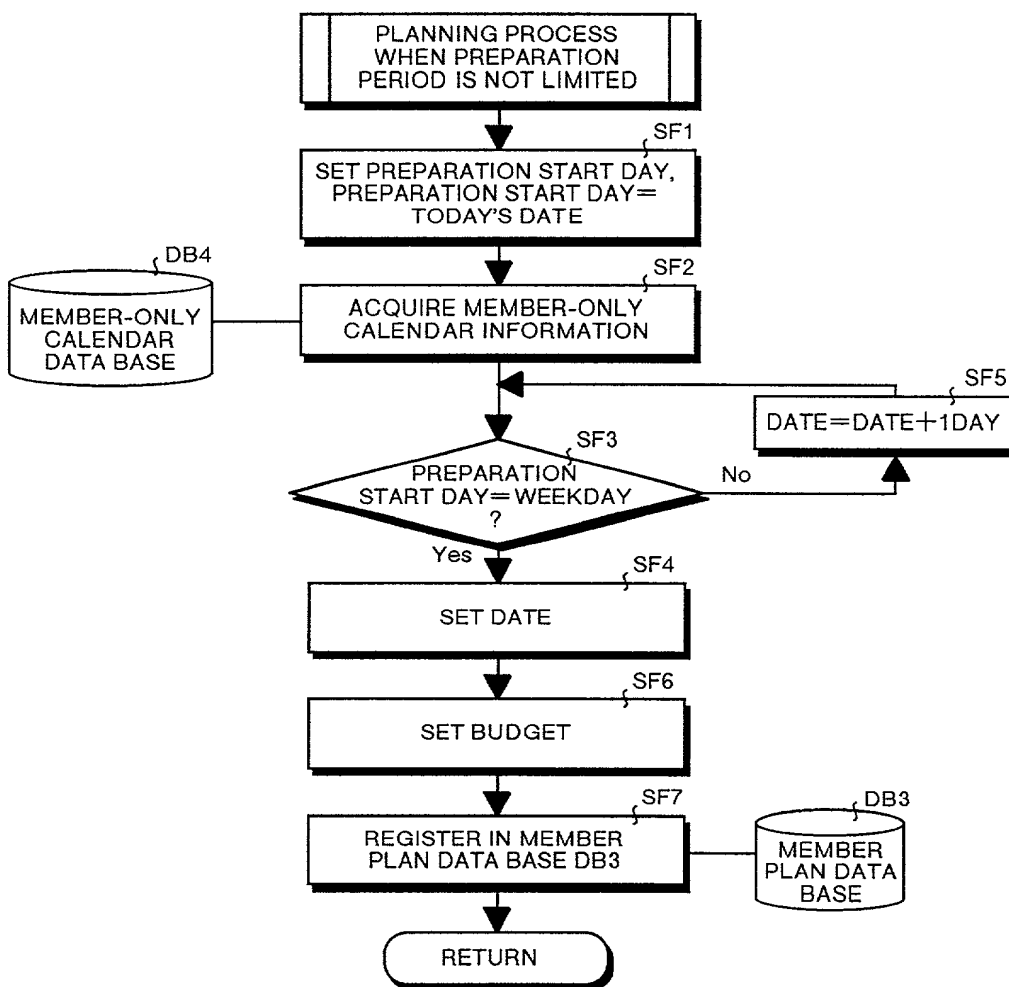 PLANNING PROCESS
WHEN PREPARATION
PERIOD IS NOT LIMITED
SF1
SET PREPARATION START DAY,
PREPARATION START DAY=
TODAY'S DATE
DB4
MEMBER-ONLY
CALENDAR
DATA BASE
SF2
ACQUIRE MEMBER-ONLY
CALENDAR INFORMATION
SF5
DATE=DATE+1DAY
SF3
PREPARATION
START DAY=WEEKDAY
?
No
Yes
SF4
SET DATE
SF6
SET BUDGET
SF7
REGISTER IN MEMBER
PLAN DATA BASE DB3
DB3
MEMBER
PLAN DATA
BASE
RETURN